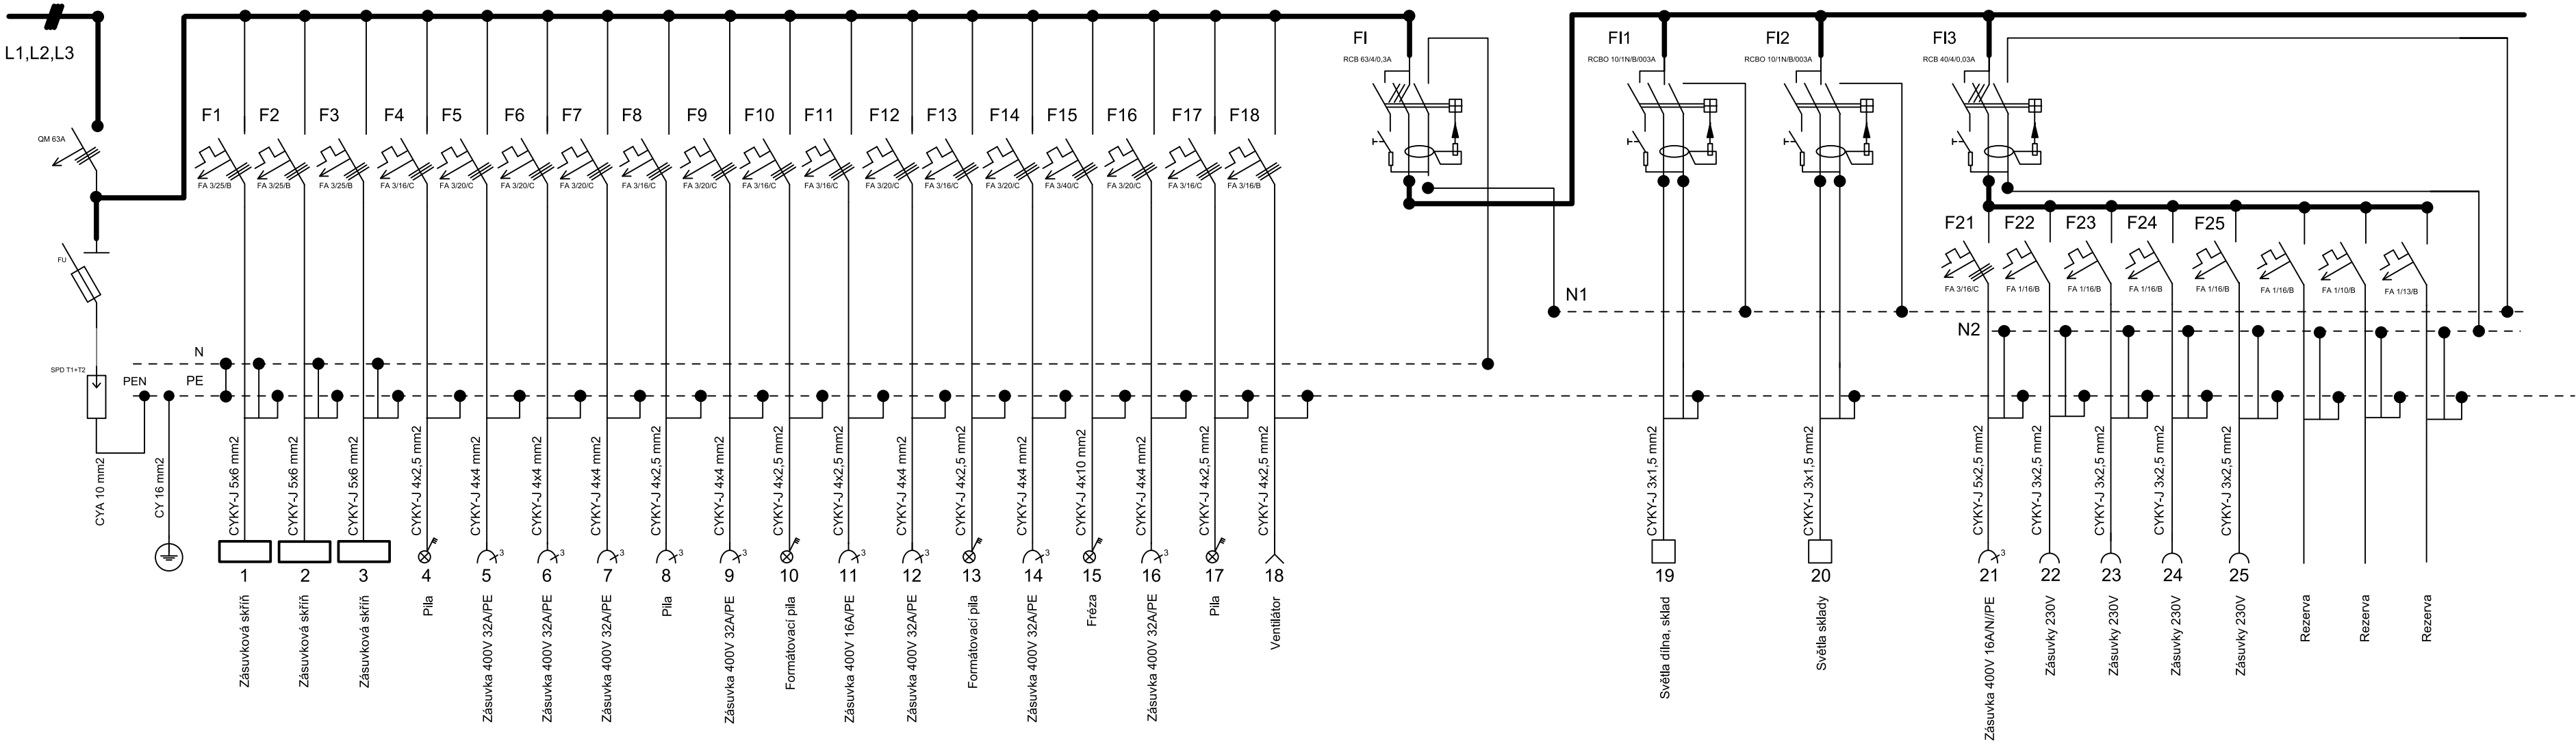 L1,L2,L3
QM 63A
FU
SPD T1+T2
PEN
N
PE
CYA 10 mm2
CY 16 mm2
F1
F2
F3
F4
F5
F6
F7
F8
F9
F10
F11
F12
F13
F14
F15
F16
F17
F18
FA 3/25/B
FA 3/25/B
FA 3/25/B
FA 3/16/C
FA 3/20/C
FA 3/20/C
FA 3/20/C
FA 3/16/C
FA 3/20/C
FA 3/16/C
FA 3/16/C
FA 3/20/C
FA 3/16/C
FA 3/20/C
FA 3/40/C
FA 3/20/C
FA 3/16/C
FA 3/16/B
CYKY-J 5x6 mm2
CYKY-J 5x6 mm2
CYKY-J 5x6 mm2
CYKY-J 4x2,5 mm2
CYKY-J 4x4 mm2
CYKY-J 4x4 mm2
CYKY-J 4x4 mm2
CYKY-J 4x2,5 mm2
CYKY-J 4x4 mm2
CYKY-J 4x2,5 mm2
CYKY-J 4x2,5 mm2
CYKY-J 4x4 mm2
CYKY-J 4x2,5 mm2
CYKY-J 4x4 mm2
CYKY-J 4x10 mm2
CYKY-J 4x4 mm2
CYKY-J 4x2,5 mm2
CYKY-J 4x2,5 mm2
3
3
3
3
3
3
3
3
3
1
2
3
4
5
6
7
8
9
10
11
12
13
14
15
16
17
18
Zásuvková skříň
Zásuvková skříň
Zásuvková skříň
Pila
Zásuvka 400V 32A/PE
Zásuvka 400V 32A/PE
Zásuvka 400V 32A/PE
Pila
Zásuvka 400V 32A/PE
Formátovací pila
Zásuvka 400V 16A/PE
Zásuvka 400V 32A/PE
Formátovací pila
Zásuvka 400V 32A/PE
Fréza
Zásuvka 400V 32A/PE
Pila
Ventilátor
FI
RCB 63/4/0,3A
FI1
RCBO 10/1N/B/003A
FI2
RCBO 10/1N/B/003A
FI3
RCB 40/4/0,03A
N1
N2
F21
F22
F23
F24
F25
FA 3/16/C
FA 1/16/B
FA 1/16/B
FA 1/16/B
FA 1/16/B
FA 1/16/B
FA 1/10/B
FA 1/13/B
CYKY-J 3x1,5 mm2
CYKY-J 3x1,5 mm2
CYKY-J 5x2,5 mm2
CYKY-J 3x2,5 mm2
CYKY-J 3x2,5 mm2
CYKY-J 3x2,5 mm2
CYKY-J 3x2,5 mm2
3
19
20
21
22
23
24
25
Světla dílna, sklad
Světla sklady
Zásuvka 400V 16A/N//PE
Zásuvky 230V
Zásuvky 230V
Zásuvky 230V
Zásuvky 230V
Rezerva
Rezerva
Rezerva